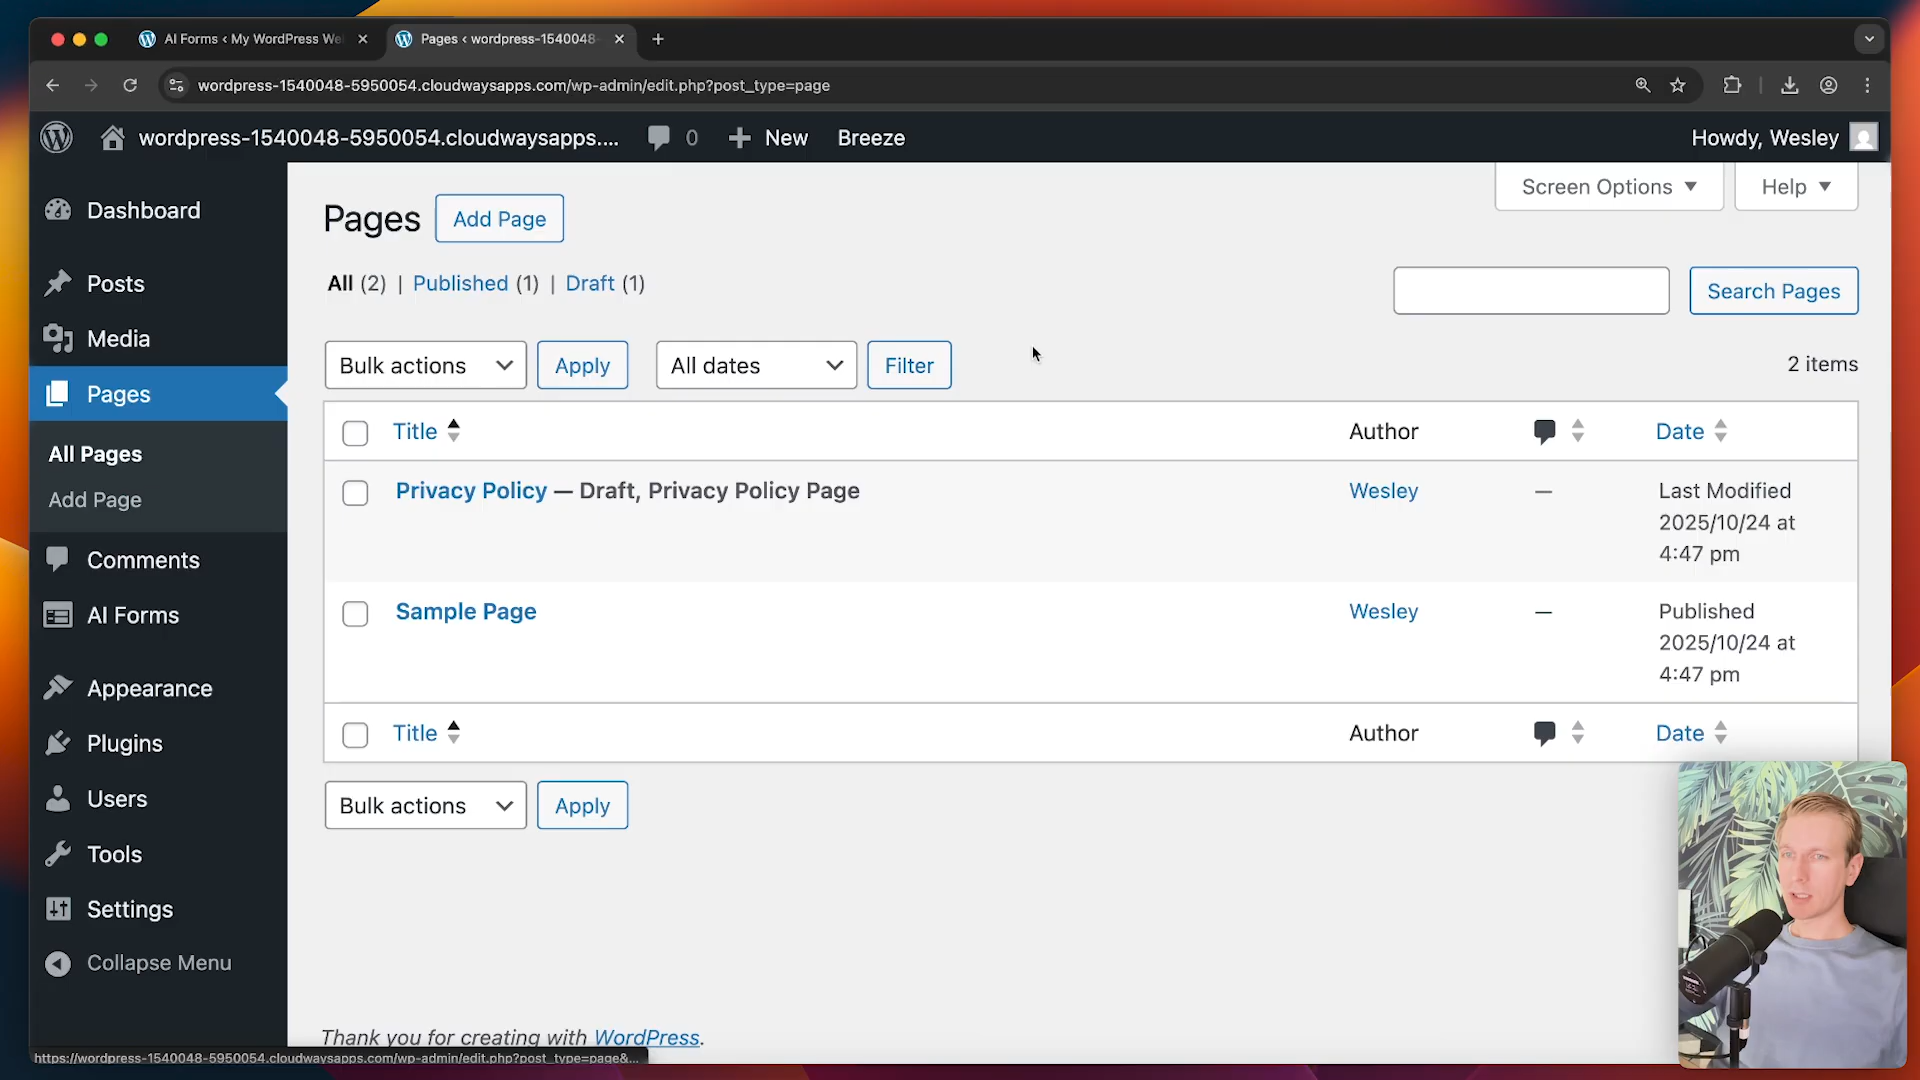 AI Forms < My WordPress We
Pages < wordpress-1540048-
wordpress-1540048-5950054.cloudwaysapps.com/wp-admin/edit.php?post_type=page
wordpress-1540048-5950054.cloudwaysapps.... 0 New Breeze
Howdy, Wesley
Screen Options Help
Dashboard
Posts
Media
Pages
All Pages
Add Page
Comments
AI Forms
Appearance
Plugins
Users
Tools
Settings
Collapse Menu
Pages Add Page
All (2) | Published (1) | Draft (1)
Search Pages
Bulk actions Apply All dates Filter
2 items
Title Author Date
Privacy Policy — Draft, Privacy Policy Page Wesley — Last Modified
2025/10/24 at
4:47 pm
Sample Page Wesley — Published
2025/10/24 at
4:47 pm
Title Author Date
Bulk actions Apply
Thank you for creating with WordPress.
https://wordpress-1540048-5950054.cloudwaysapps.com/wp-admin/edit.php?post_type=page&...